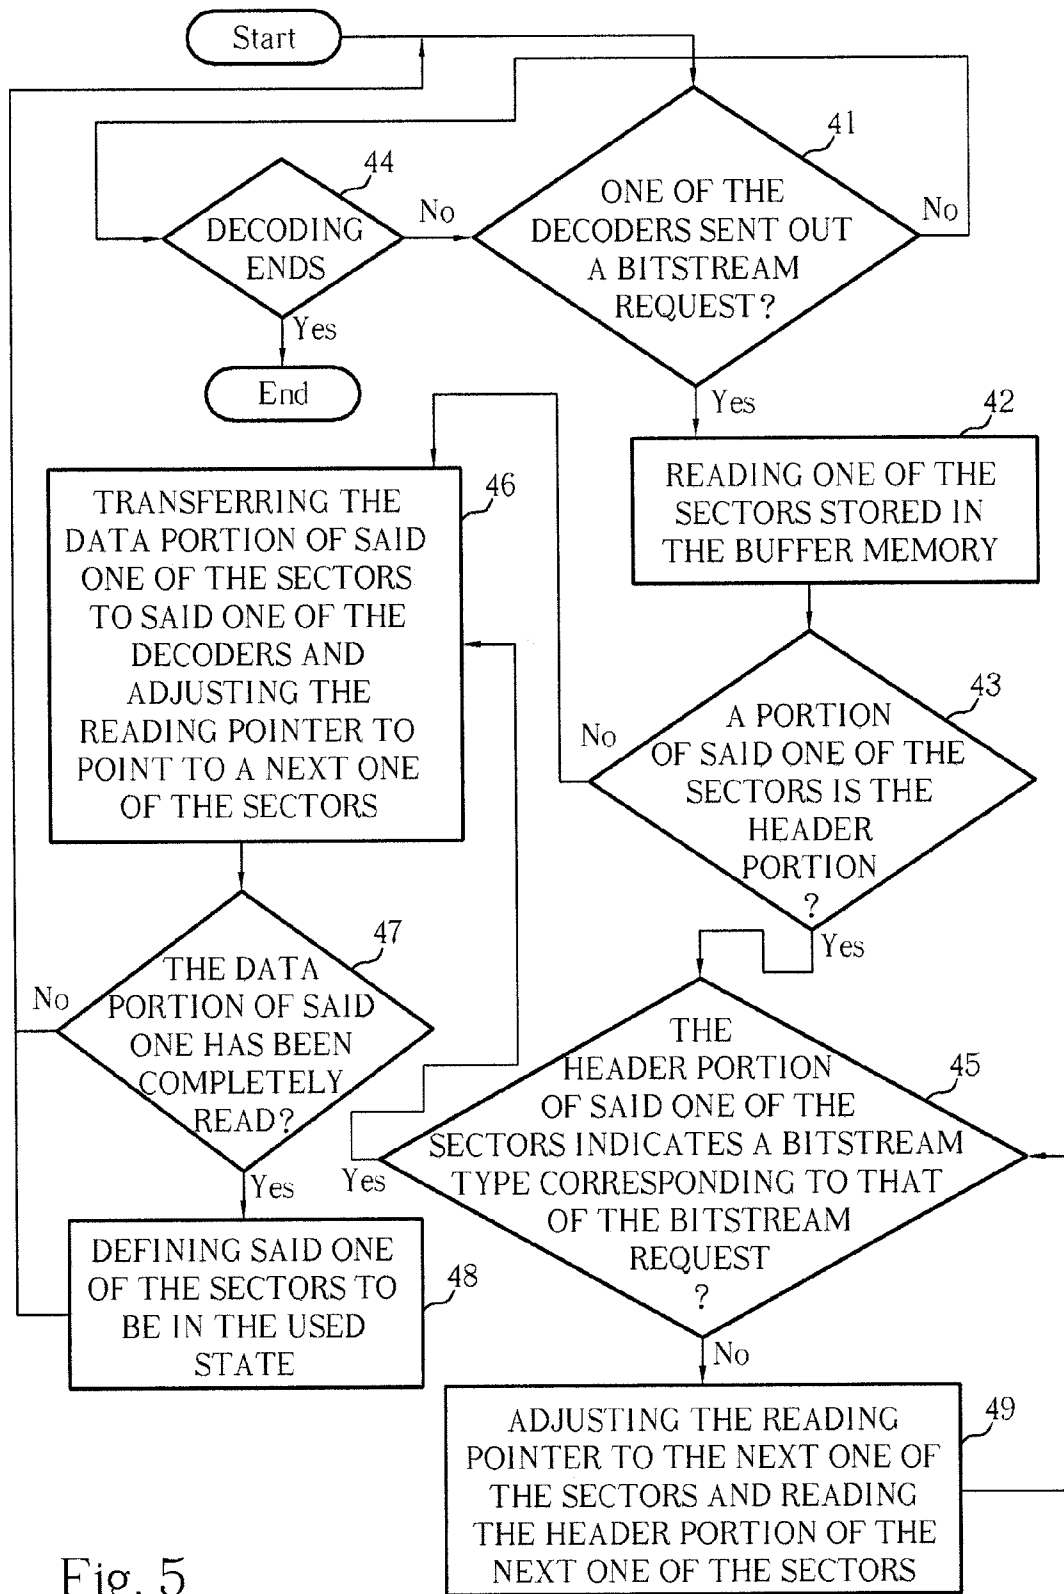 Start
41
ONE OF THE
DECODERS SENT OUT
A BITSTREAM
REQUEST?
No
Yes
44
DECODING
ENDS
No
Yes
End
42
READING ONE OF THE
SECTORS STORED IN
THE BUFFER MEMORY
46
TRANSFERRING THE
DATA PORTION OF SAID
ONE OF THE SECTORS
TO SAID ONE OF THE
DECODERS AND
ADJUSTING THE
READING POINTER TO
POINT TO A NEXT ONE
OF THE SECTORS
43
A PORTION
OF SAID ONE OF THE
SECTORS IS THE
HEADER
PORTION
?
No
Yes
47
THE DATA
PORTION OF SAID
ONE HAS BEEN
COMPLETELY
READ?
No
Yes
45
THE
HEADER PORTION
OF SAID ONE OF THE
SECTORS INDICATES A BITSTREAM
TYPE CORRESPONDING TO THAT
OF THE BITSTREAM
REQUEST
?
Yes
No
48
DEFINING SAID ONE
OF THE SECTORS TO
BE IN THE USED
STATE
49
ADJUSTING THE READING
POINTER TO THE NEXT ONE OF
THE SECTORS AND READING
THE HEADER PORTION OF THE
NEXT ONE OF THE SECTORS
Fig. 5